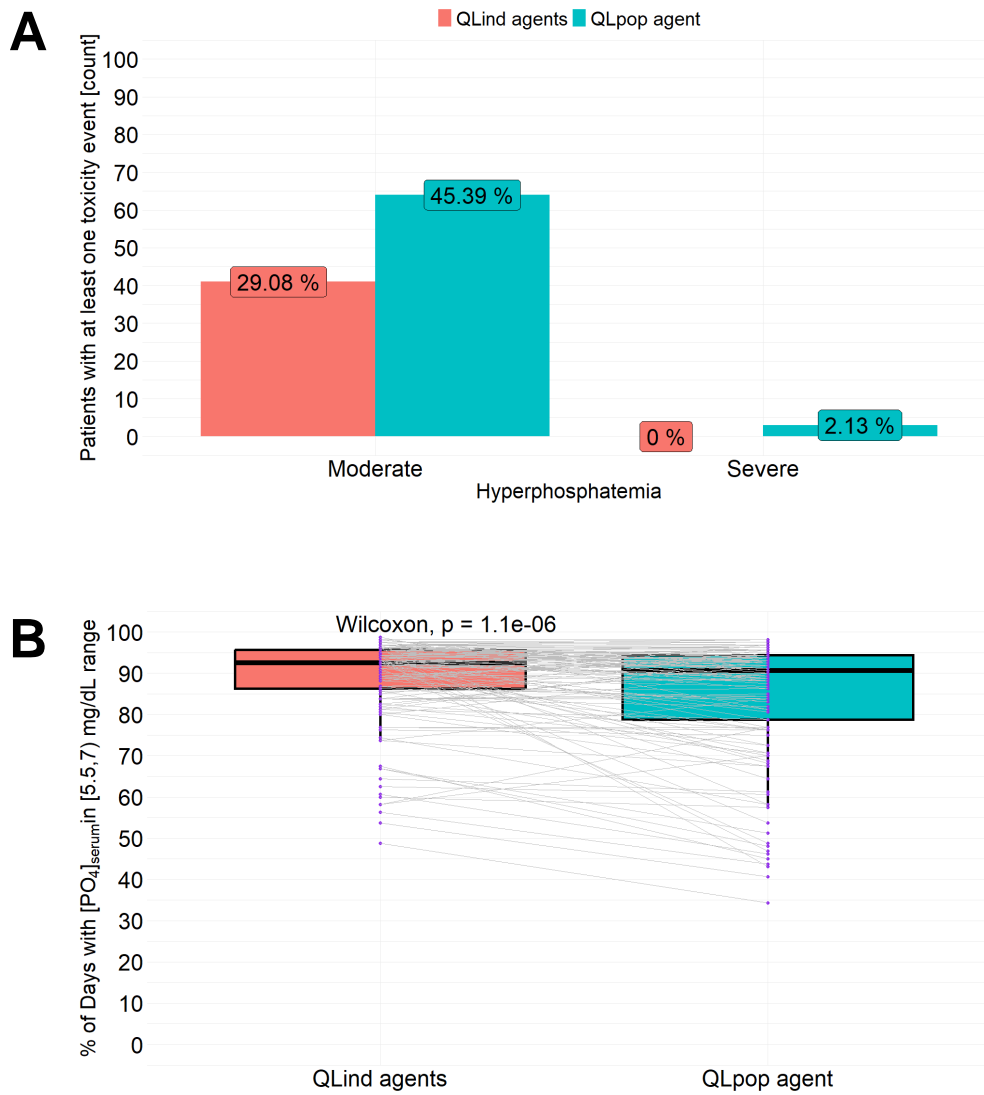 A
QLind agents QLpop agent
Patients with at least one toxicity event [count]
100
90
80
70
60
50
40
30
20
10
0
29.08 %
45.39 %
0 %
2.13 %
Moderate Severe
Hyperphosphatemia
B
Wilcoxon, p = 1.1e-06
% of Days with [PO4]serum in [5.5,7) mg/dL range
100
90
80
70
60
50
40
30
20
10
0
QLind agents QLpop agent